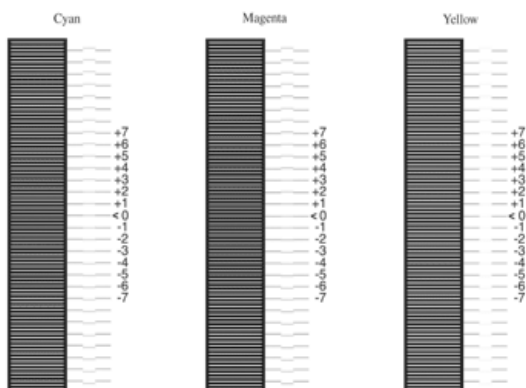 Cyan Magenta Yellow
+7 +7 +7
+6 +6 +6
+5 +5 +5
+4 +4 +4
+3 +3 +3
+2 +2 +2
+1 +1 +1
<0 <0 <0
-1 -1 -1
-2 -2 -2
-3 -3 -3
-4 -4 -4
-5 -5 -5
-6 -6 -6
-7 -7 -7